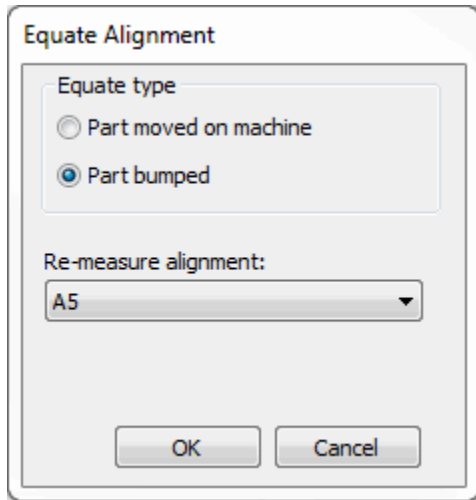 Equate Alignment
Equate type
Part moved on machine
Part bumped
Re-measure alignment:
A5
OK
Cancel